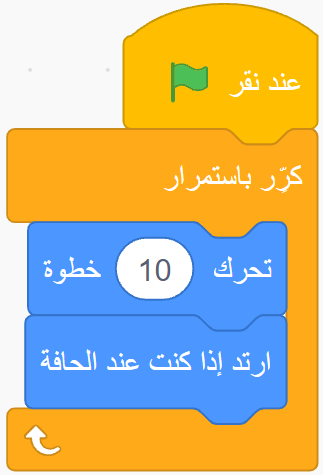 عند نقر
كرِّر باستمرار
تحرك 10 خطوة
ارتد إذا كنت عند الحافة